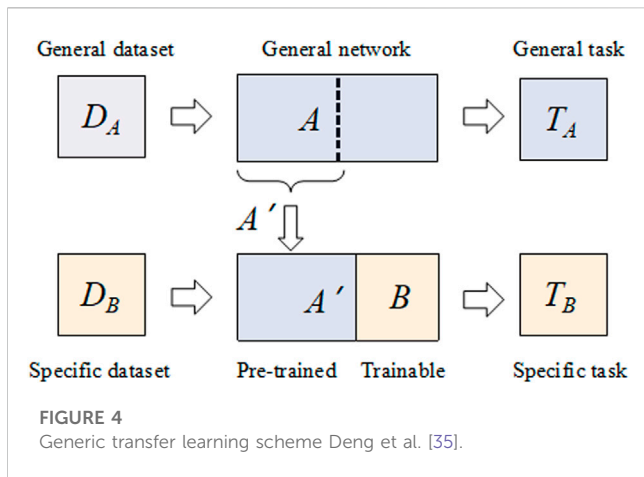 General dataset General network General task
D_A A T_A
A′
D_B A′ B T_B
Specific dataset Pre-trained Trainable Specific task
FIGURE 4
Generic transfer learning scheme Deng et al. [35].